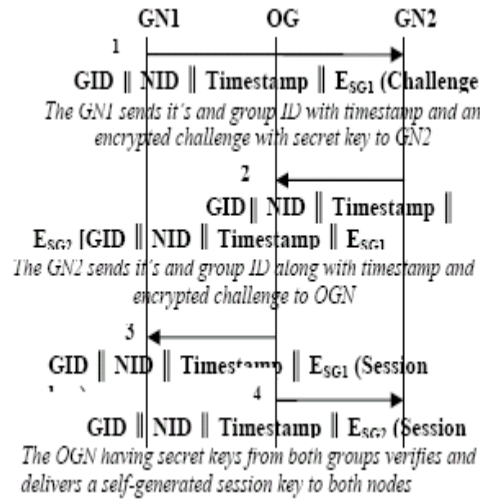 GN1 OG GN2
1
GID || NID || Timestamp || ESG1 (Challenge
The GN1 sends it's and group ID with timestamp and an
encrypted challenge with secret key to GN2
2
GID || NID || Timestamp ||
ESG2 [GID || NID || Timestamp || ESG1
The GN2 sends it's and group ID along with timestamp and
encrypted challenge to OGN
3
GID || NID || Timestamp || ESG1 (Session
4
GID || NID || Timestamp || ESG2 (Session
The OGN having secret keys from both groups verifies and
delivers a self-generated session key to both nodes